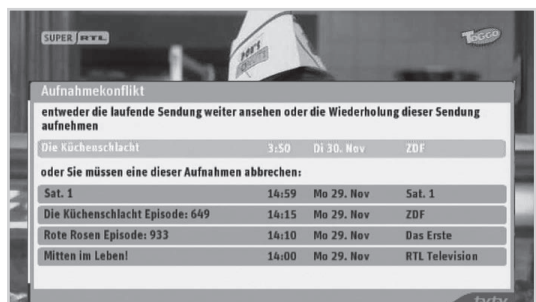 SUPER RTL
TOGGO
Aufnahmekonflikt
entweder die laufende Sendung weiter ansehen oder die Wiederholung dieser Sendung
aufnehmen
Die Küchenschlacht 3:50 Di 30. Nov ZDF
oder Sie müssen eine dieser Aufnahmen abbrechen:
Sat. 1 14:59 Mo 29. Nov Sat. 1
Die Küchenschlacht Episode: 649 14:15 Mo 29. Nov ZDF
Rote Rosen Episode: 933 14:10 Mo 29. Nov Das Erste
Mitten im Leben! 14:00 Mo 29. Nov RTL Television
tvtv